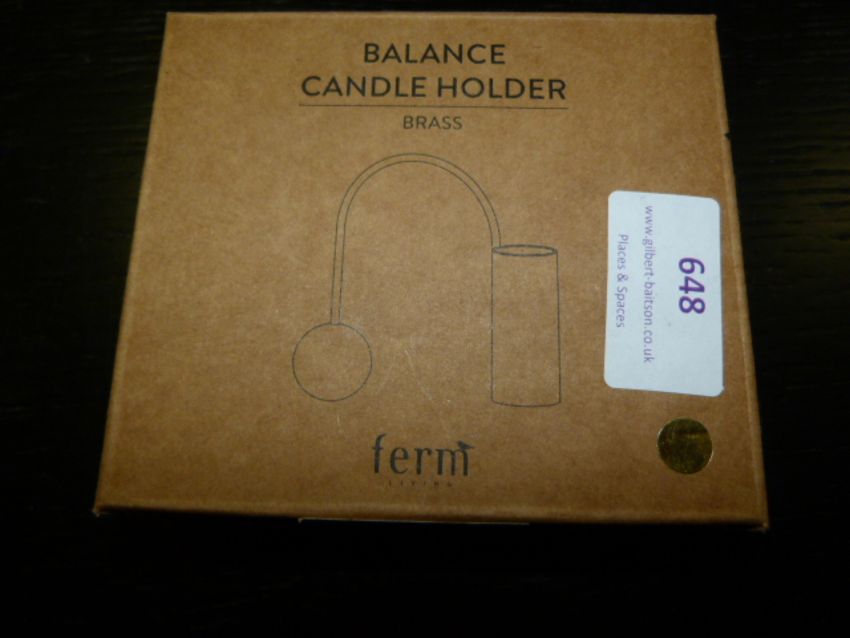 BALANCE
CANDLE HOLDER
BRASS
648
www.gilbert-baitson.co.uk
Places & Spaces
ferm
LIVING